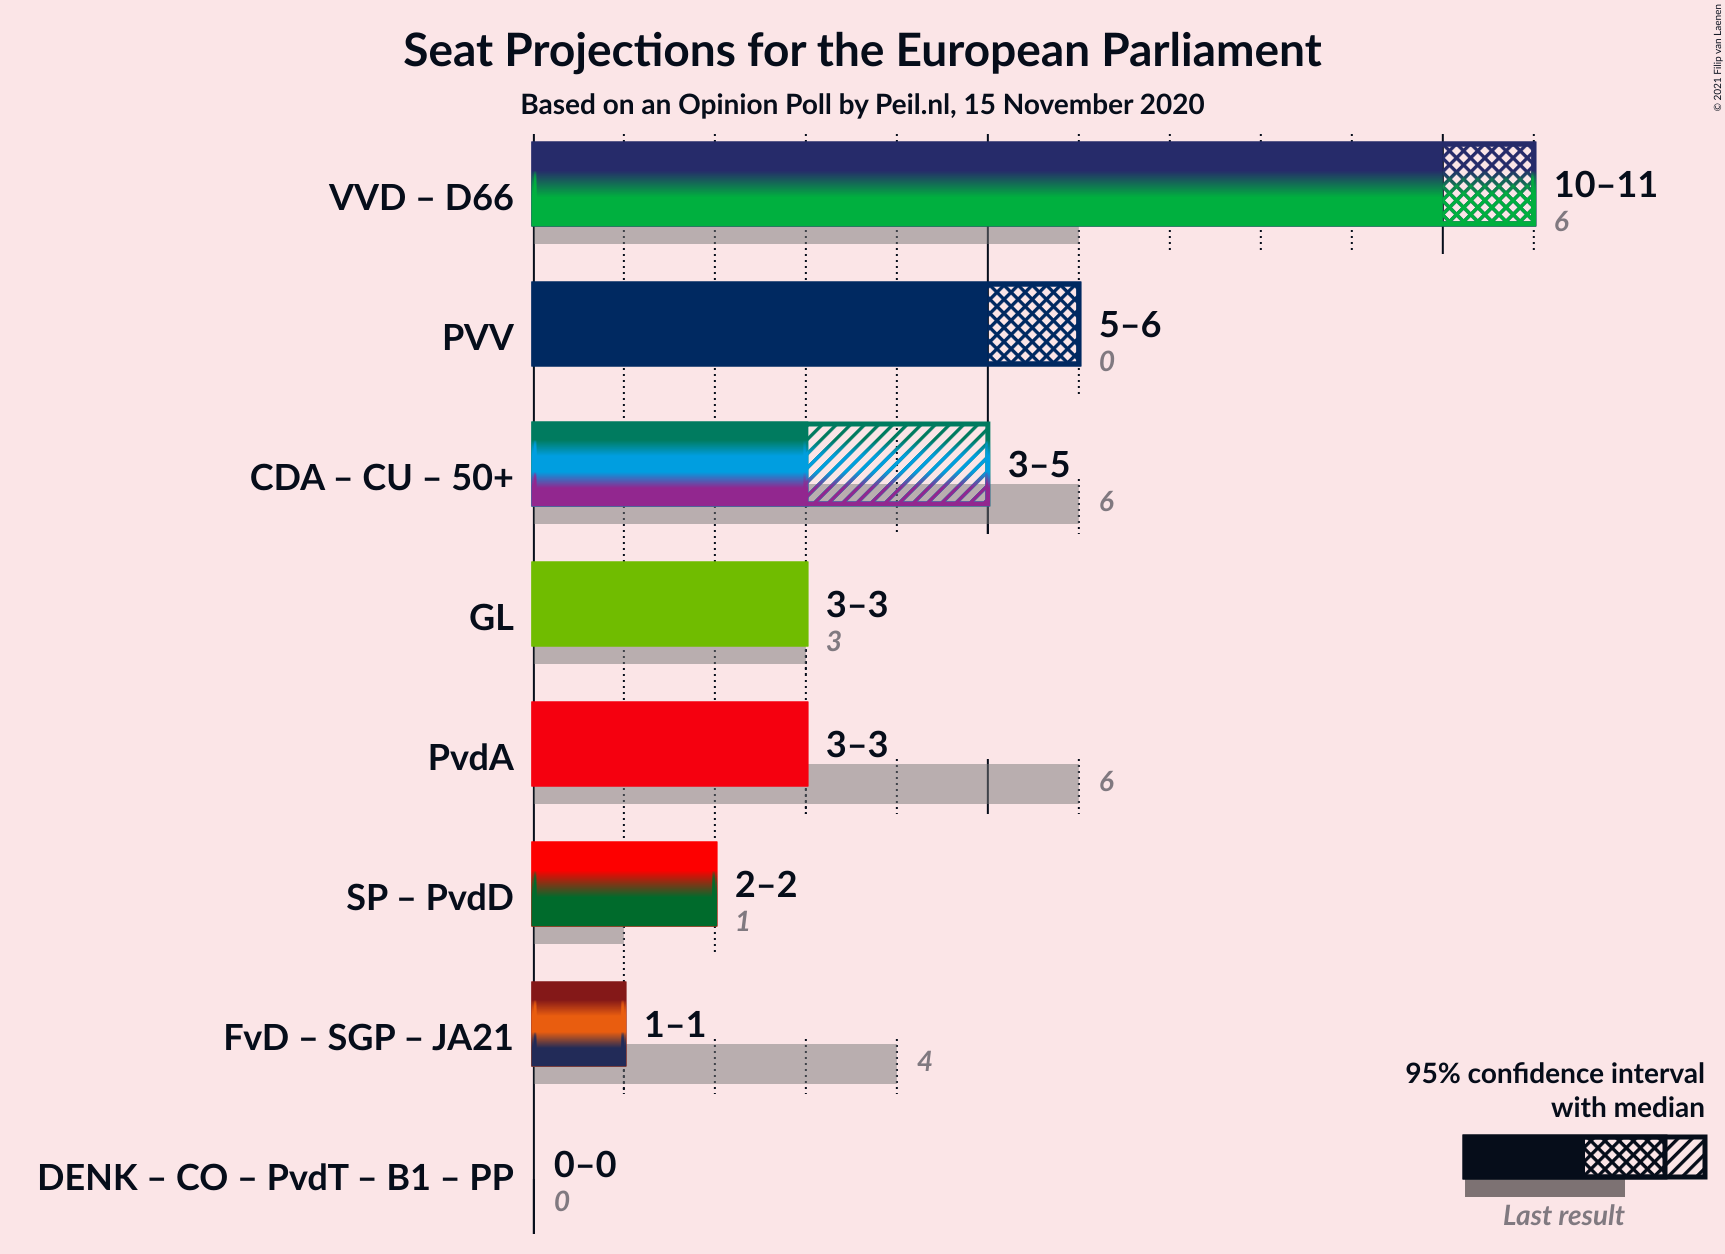 Seat Projections for the European Parliament
Based on an Opinion Poll by Peil.nl, 15 November 2020
© 2021 Filip van Laenen
VVD – D66
10–11
6
PVV
5–6
0
CDA – CU – 50+
3–5
6
GL
3–3
3
PvdA
3–3
6
SP – PvdD
2–2
1
FvD – SGP – JA21
1–1
4
DENK – CO – PvdT – B1 – PP
0–0
0
95% confidence interval
with median
Last result